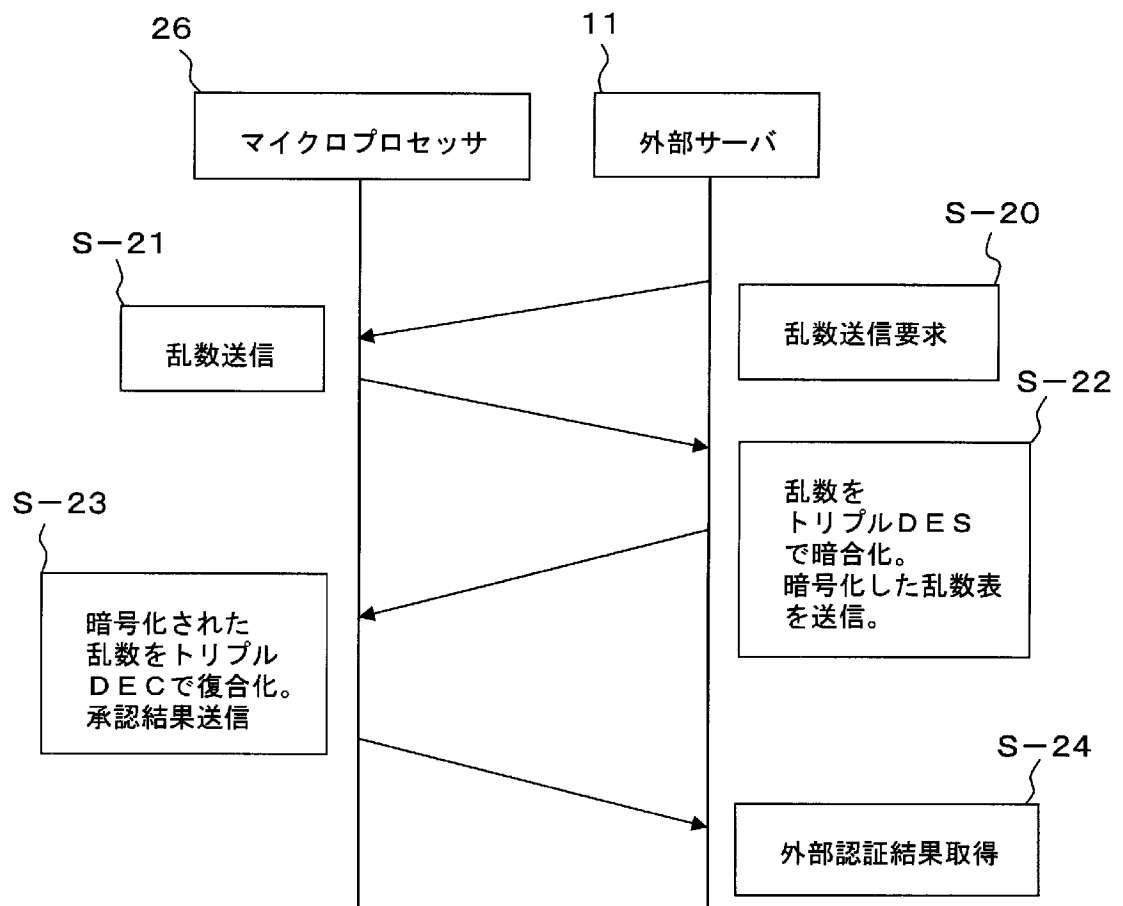 26
11
マイクロプロセッサ
外部サーバ
S−20
S−21
乱数送信要求
乱数送信
S−22
乱数を
トリプルDES
で暗合化。
暗号化した乱数表
を送信。
S−23
暗号化された
乱数をトリプル
DECで復合化。
承認結果送信
S−24
外部認証結果取得